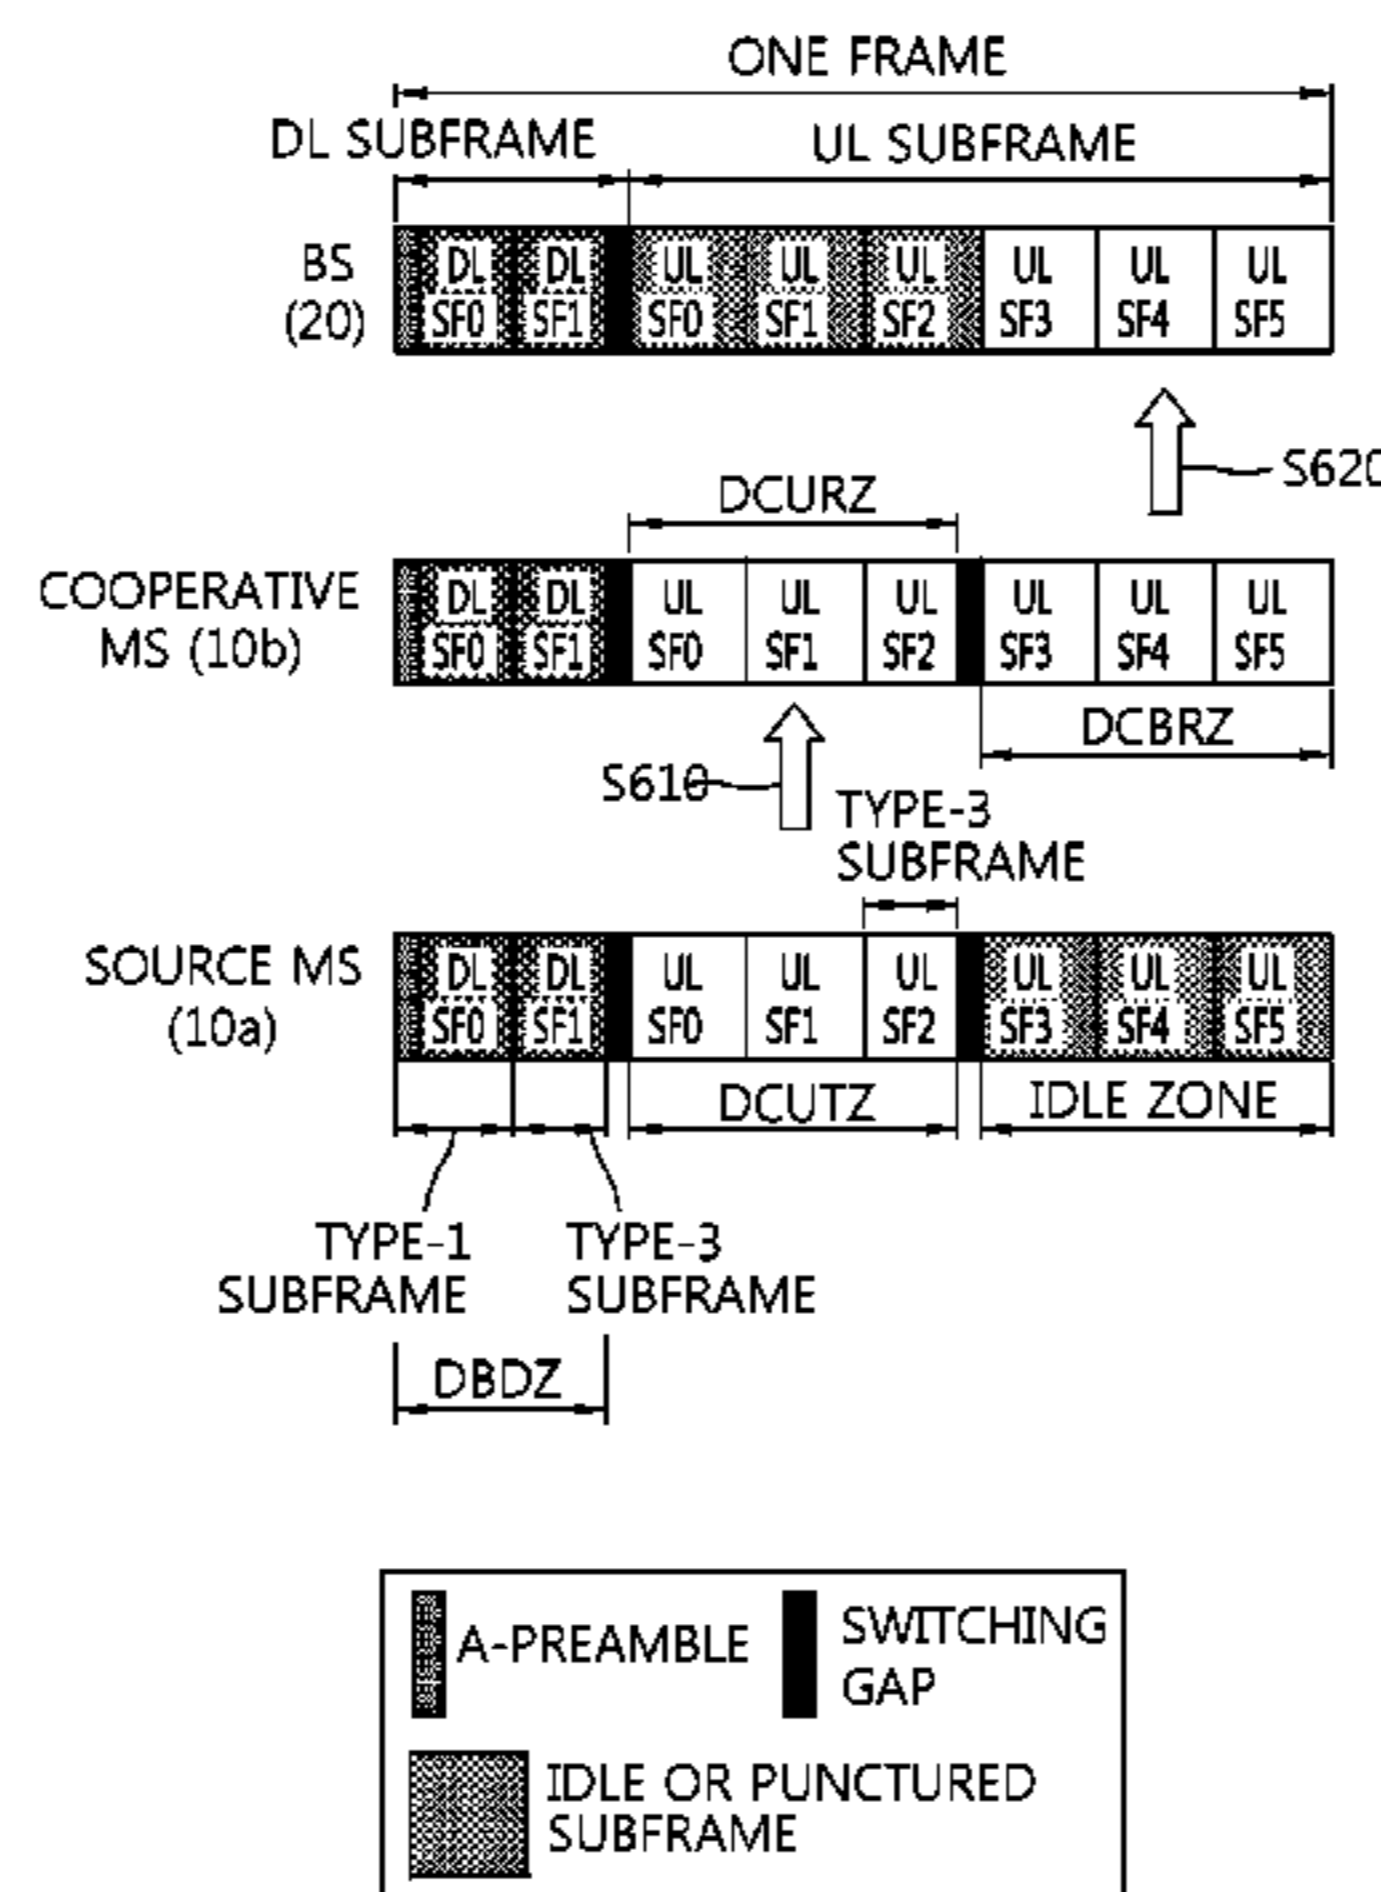 ONE FRAME
DL SUBFRAME UL SUBFRAME
BS
(20)
DL DL UL UL UL UL UL UL
SF0 SF1 SF0 SF1 SF2 SF3 SF4 SF5
S620
DCURZ
COOPERATIVE
MS (10b)
DL DL UL UL UL UL UL UL
SF0 SF1 SF0 SF1 SF2 SF3 SF4 SF5
DCBRZ
S610
TYPE-3
SUBFRAME
SOURCE MS
(10a)
DL DL UL UL UL UL UL UL
SF0 SF1 SF0 SF1 SF2 SF3 SF4 SF5
DCUTZ IDLE ZONE
TYPE-1
SUBFRAME
TYPE-3
SUBFRAME
DBDZ
A-PREAMBLE
SWITCHING
GAP
IDLE OR PUNCTURED
SUBFRAME